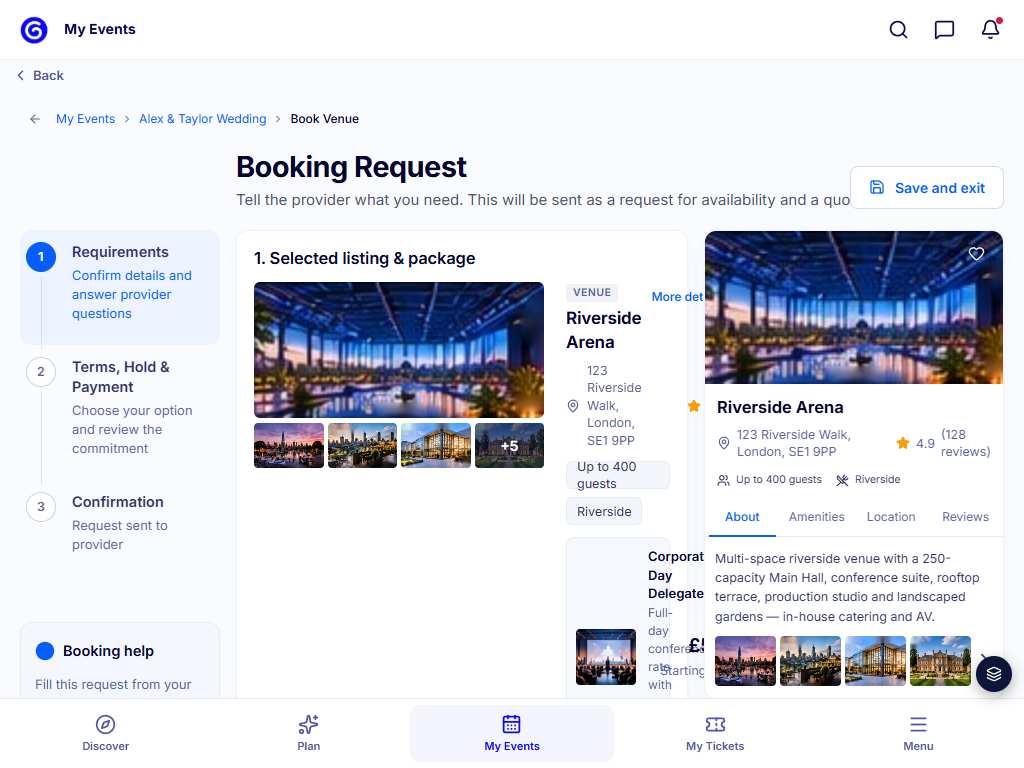 My Events
Back
My Events > Alex & Taylor Wedding > Book Venue
Booking Request
Tell the provider what you need. This will be sent as a request for availability and a quo
Save and exit
1
Requirements
Confirm details and
answer provider
questions
2
Terms, Hold &
Payment
Choose your option
and review the
commitment
3
Confirmation
Request sent to
provider
Booking help
Fill this request from your
1. Selected listing & package
+5
VENUE
More det
Riverside
Arena
123
Riverside
Walk,
London,
SE1 9PP
Up to 400
guests
Riverside
Corporat
Day
Delegate
Full-
day
conferenc
rate
with
£5
Starting
Riverside Arena
123 Riverside Walk,
London, SE1 9PP
4.9
(128
reviews)
Up to 400 guests
Riverside
About
Amenities
Location
Reviews
Multi-space riverside venue with a 250-
capacity Main Hall, conference suite, rooftop
terrace, production studio and landscaped
gardens — in-house catering and AV.
Discover
Plan
My Events
My Tickets
Menu